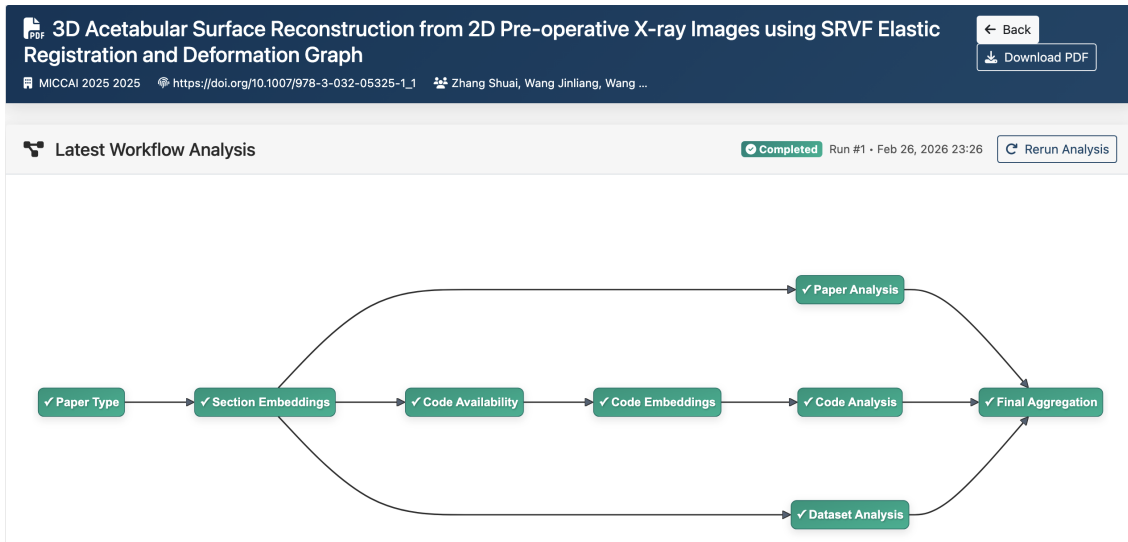 PDF 3D Acetabular Surface Reconstruction from 2D Pre-operative X-ray Images using SRVF Elastic
Registration and Deformation Graph
← Back
Download PDF
MICCAI 2025 2025 https://doi.org/10.1007/978-3-032-05325-1_1 Zhang Shuai, Wang Jinliang, Wang ...
Latest Workflow Analysis
Completed Run #1 • Feb 26, 2026 23:26 Rerun Analysis
✓ Paper Analysis
✓ Paper Type
✓ Section Embeddings
✓ Code Availability
✓ Code Embeddings
✓ Code Analysis
✓ Final Aggregation
✓ Dataset Analysis